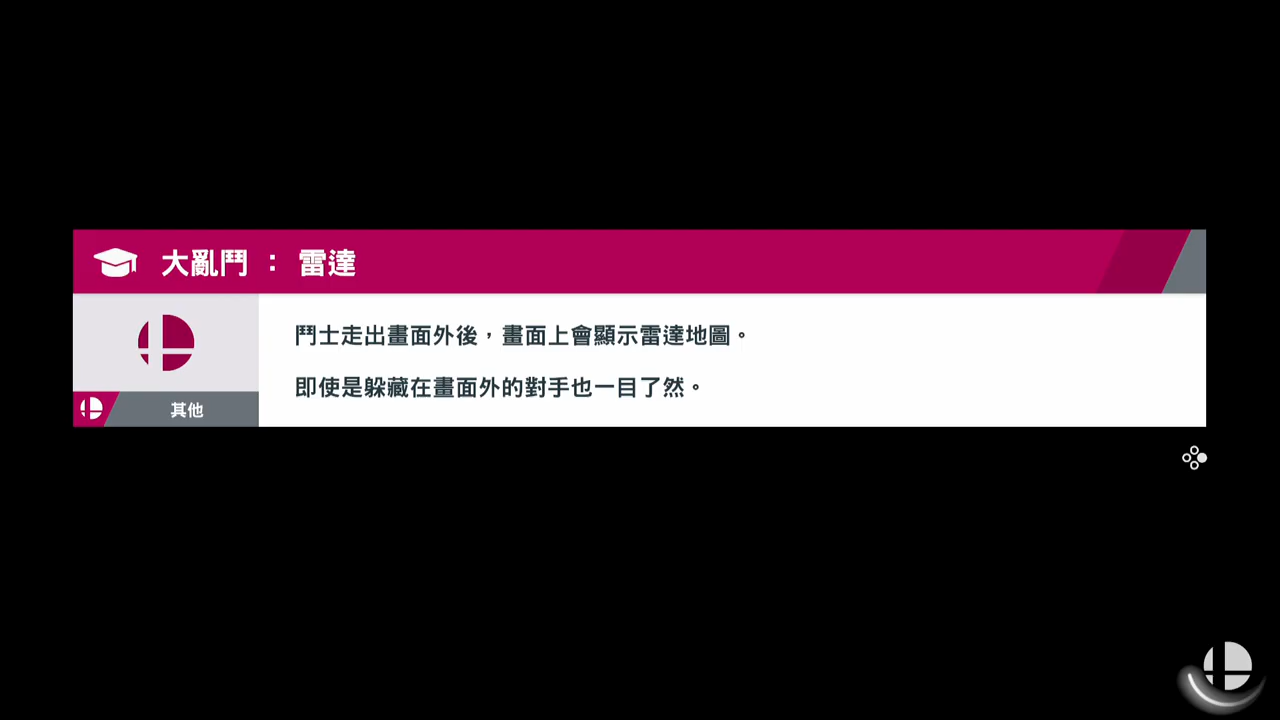 大亂鬥 ： 雷達
鬥士走出畫面外後，畫面上會顯示雷達地圖。
即使是躲藏在畫面外的對手也一目了然。
其他